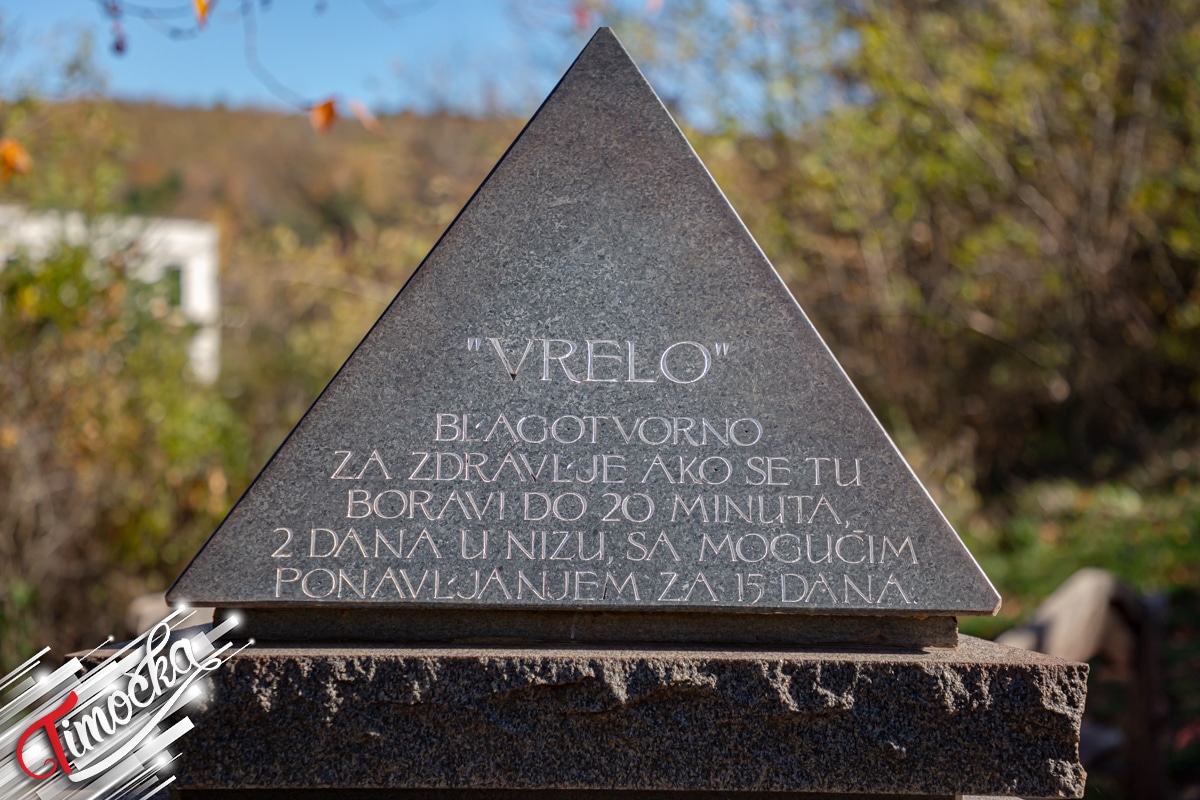 "VRELO"
BLAGOTVORNO
ZA ZDRAVLJE AKO SE TU
BORAVI DO 20 MINUTA,
2 DANA U NIZU, SA MOGUĆIM
PONAVLJANJEM ZA 15 DANA.
Timočka